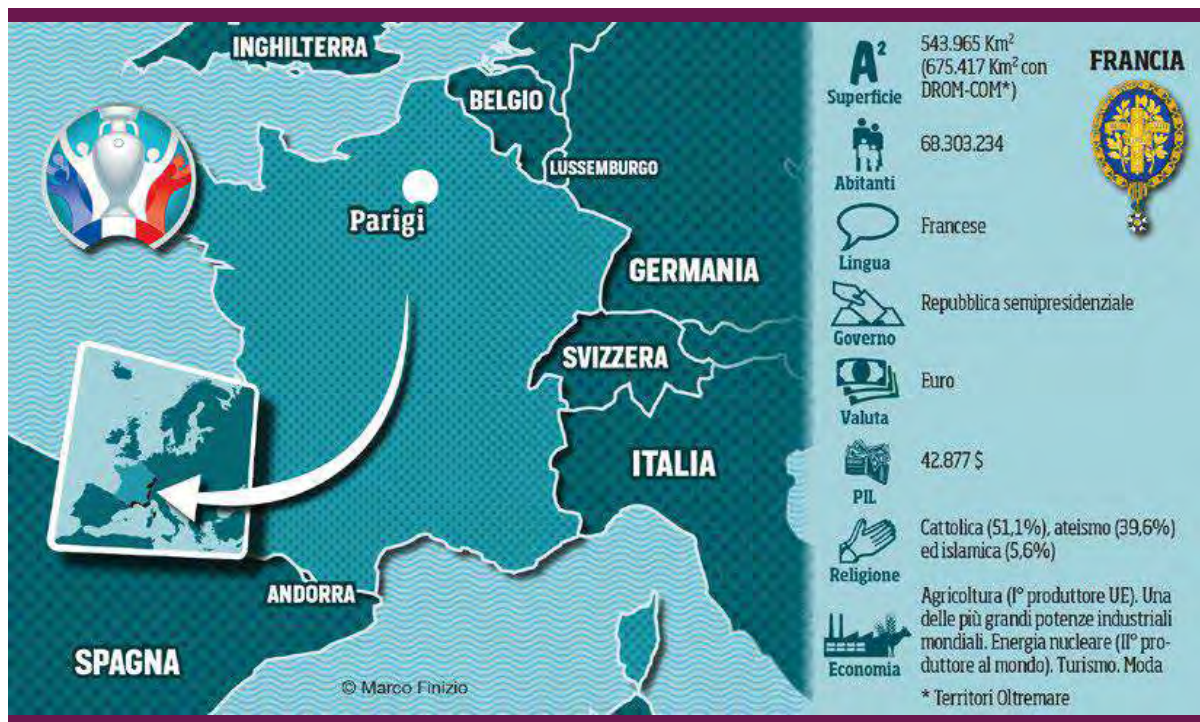 INGHILTERRA
BELGIO
LUSSEMBURGO
Parigi
GERMANIA
SVIZZERA
ITALIA
ANDORRA
SPAGNA
© Marco Finizio
FRANCIA
A²
Superficie
543.965 Km²
(675.417 Km² con
DROM-COM*)
Abitanti
68.303.234
Lingua
Francese
Governo
Repubblica semipresidenziale
Valuta
Euro
PIL
42.877 $
Religione
Cattolica (51,1%), ateismo (39,6%)
ed islamica (5,6%)
Economia
Agricoltura (I° produttore UE). Una
delle più grandi potenze industriali
mondiali. Energia nucleare (II° pro-
duttore al mondo). Turismo. Moda
* Territori Oltremare